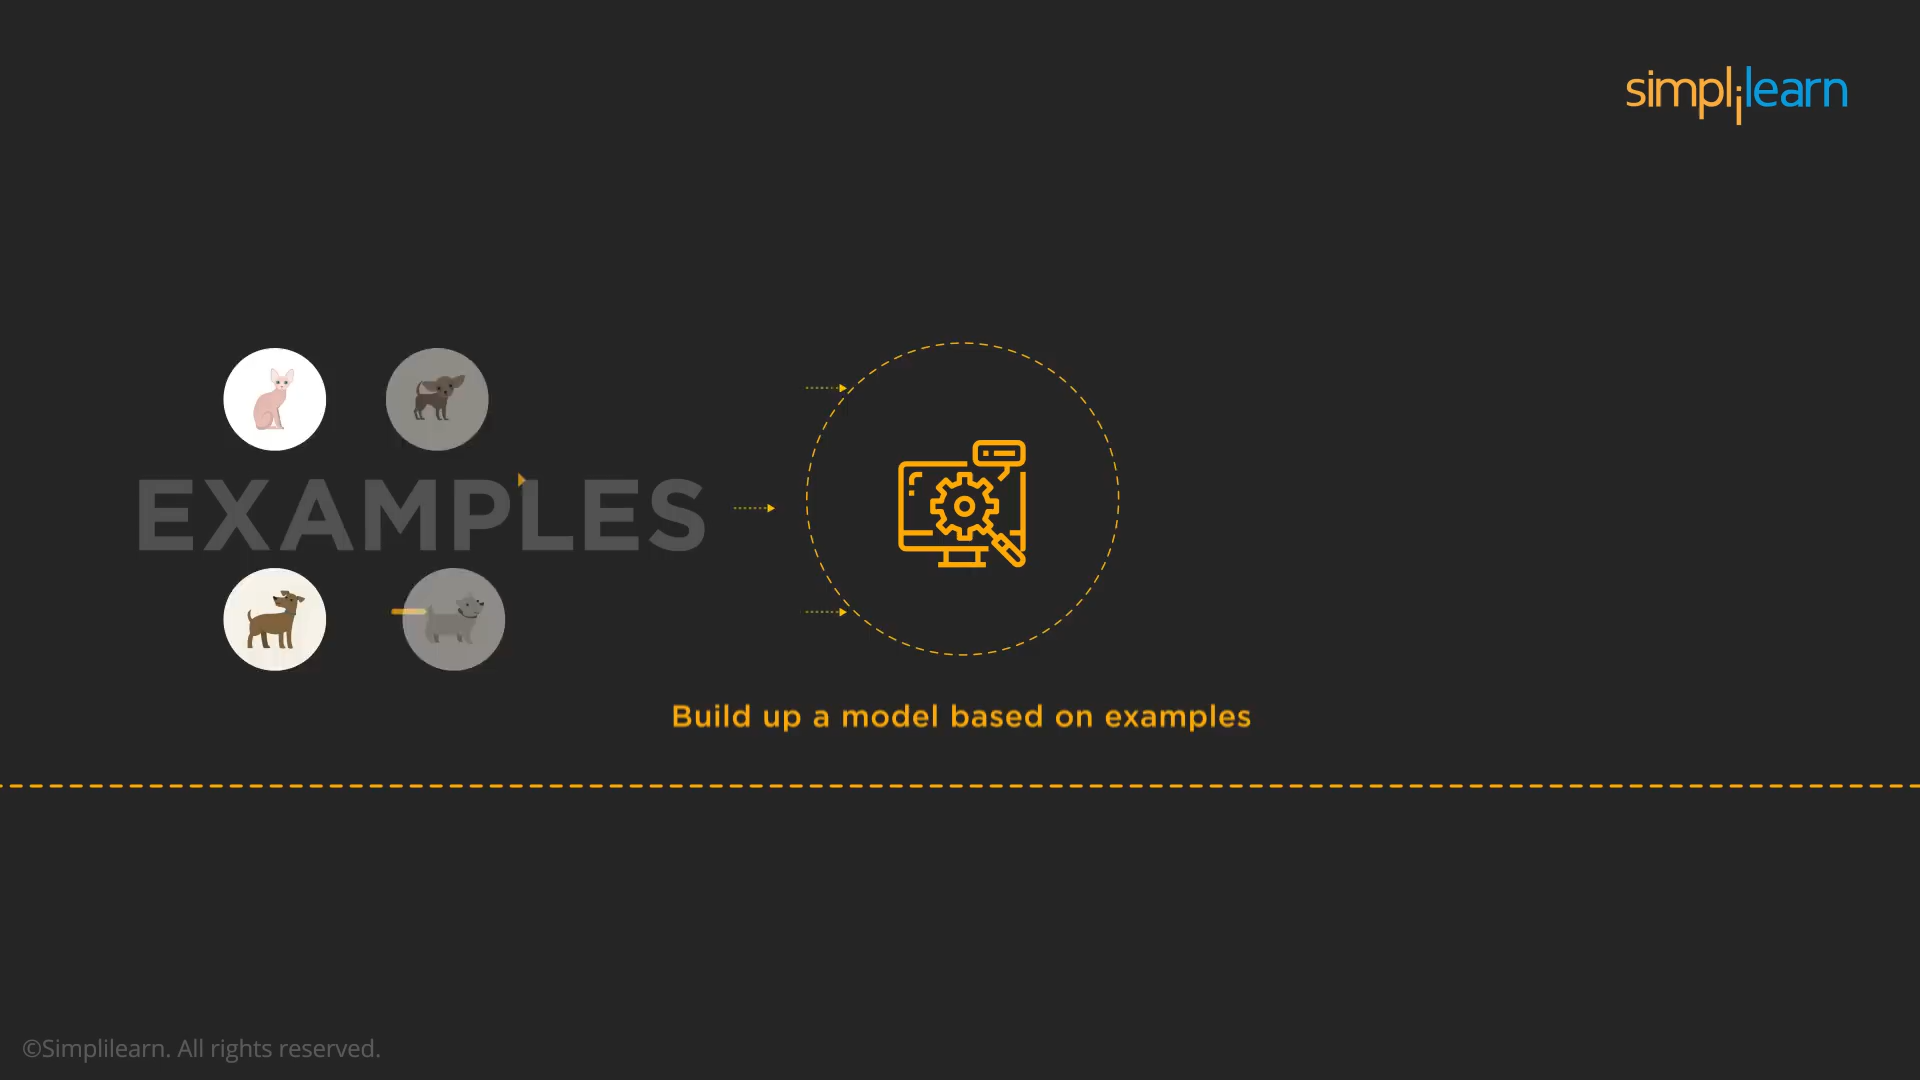 simplilearn
EXAMPLES
Build up a model based on examples
©Simplilearn. All rights reserved.